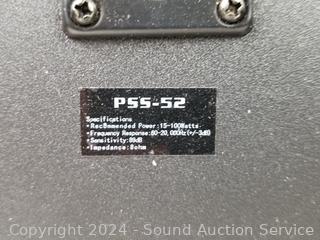 PSS-52
Specifications
•Recommended Power:15-100Watts
•Frequency Response:60-20,000Hz(+/-3dB)
•Sensitivity:89dB
•Impedance:8ohm
Copyright © 2024 - Sound Auction Service